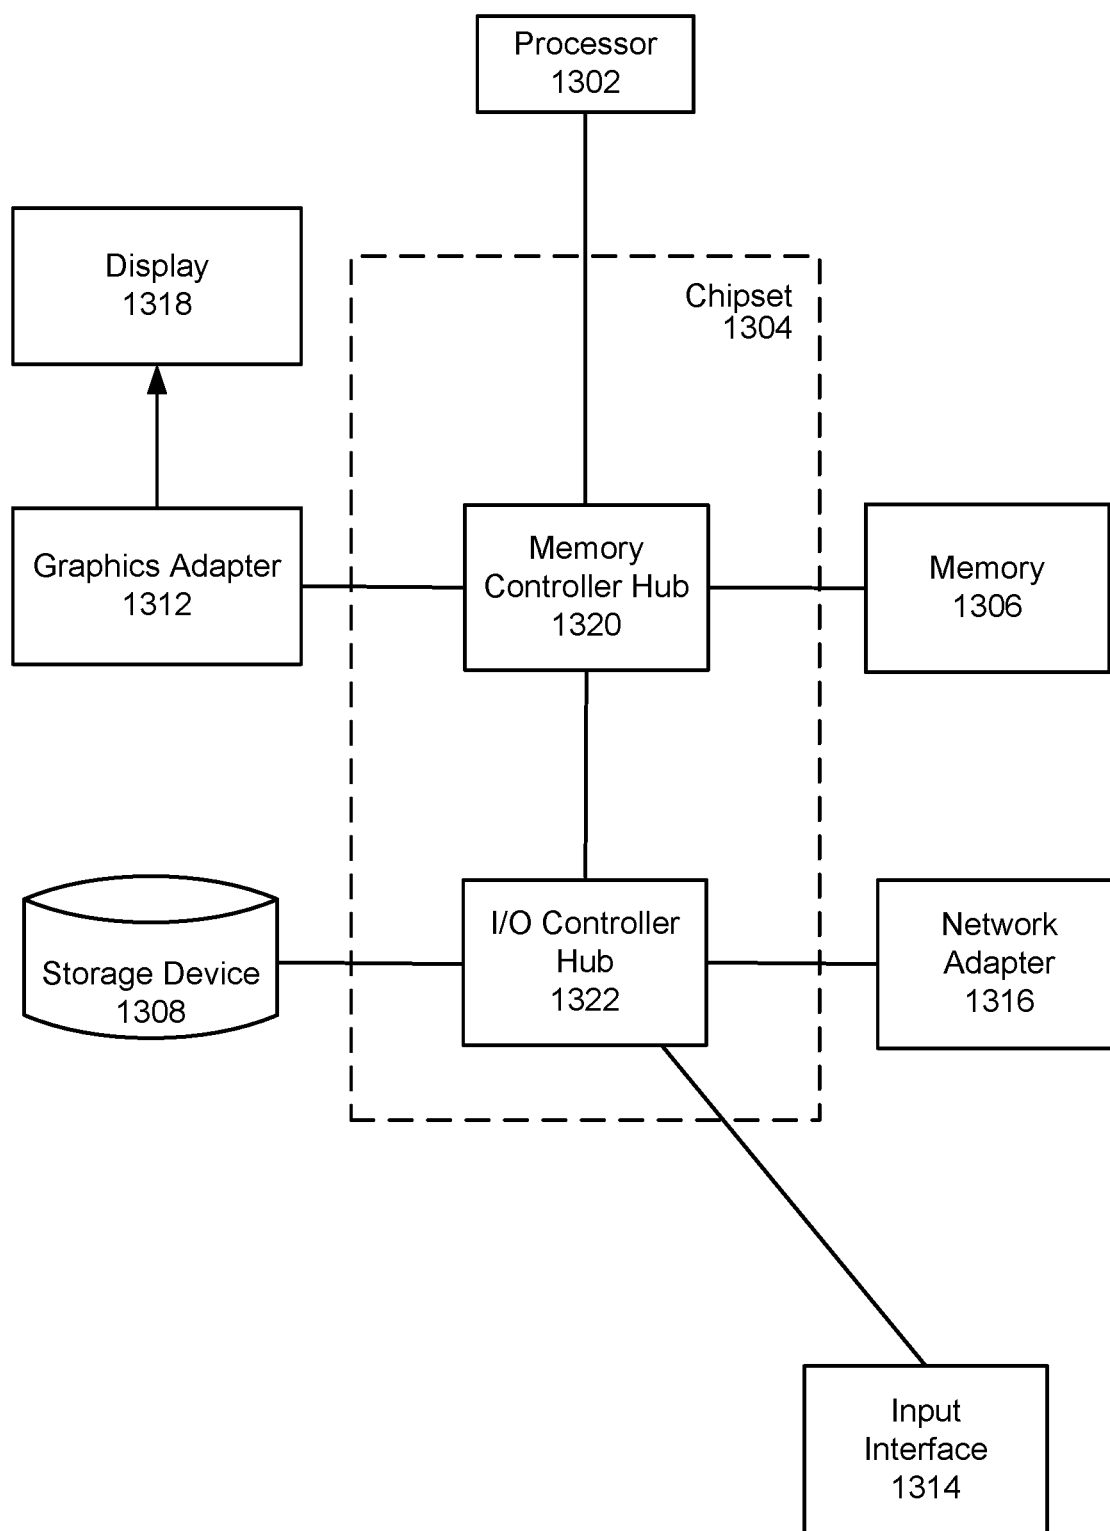 Processor
1302
Display
1318
Chipset
1304
Graphics Adapter
1312
Memory
Controller Hub
1320
Memory
1306
Storage Device
1308
I/O Controller
Hub
1322
Network
Adapter
1316
Input
Interface
1314